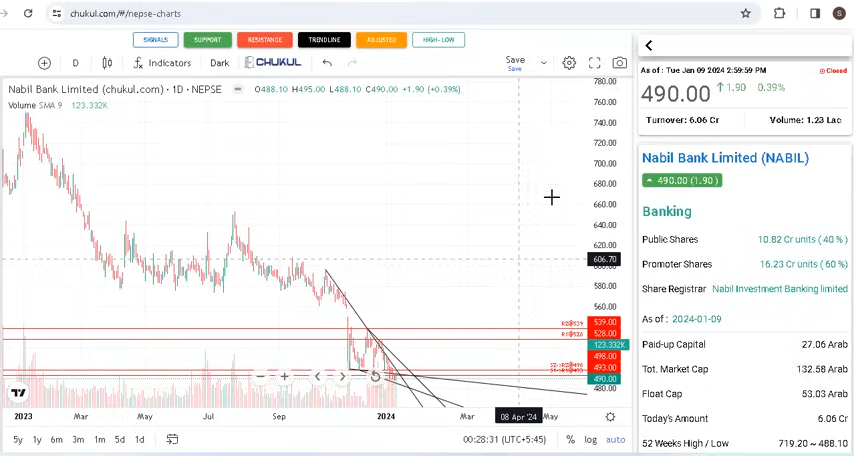 chukul.com/#/nepse-charts
S
SIGNALS SUPPORT RESISTANCE TRENDLINE ADJUSTED HIGH-LOW
D Indicators Dark CHUKUL Save
Save
Nabil Bank Limited (chukul.com) · 1D · NEPSE O488.10 H495.00 L488.10 C490.00 +1.90 (+0.39%)
Volume SMA 9 123.332K
780.00
760.00
740.00
720.00
700.00
680.00
660.00
640.00
620.00
606.70
600.00
580.00
560.00
R2@539 539.00
R1@528 528.00
123.332K
498.00
493.00
490.00
480.00
2023 Mar May Jul Sep 2024 Mar 08 Apr '24 May
5y 1y 6m 3m 1m 5d 1d 00:28:31 (UTC+5:45) % log auto
As of : Tue Jan 09 2024 2:59:59 PM Closed
490.00 1.90 0.39%
Turnover: 6.06 Cr Volume: 1.23 Lac
Nabil Bank Limited (NABIL)
490.00 (1.90 )
Banking
Public Shares 10.82 Cr units ( 40 % )
Promoter Shares 16.23 Cr units ( 60 % )
Share Registrar Nabil Investment Banking limited
As of : 2024-01-09
Paid-up Capital 27.06 Arab
Tot. Market Cap 132.58 Arab
Float Cap 53.03 Arab
Today's Amount 6.06 Cr
52 Weeks High / Low 719.20 ~ 488.10